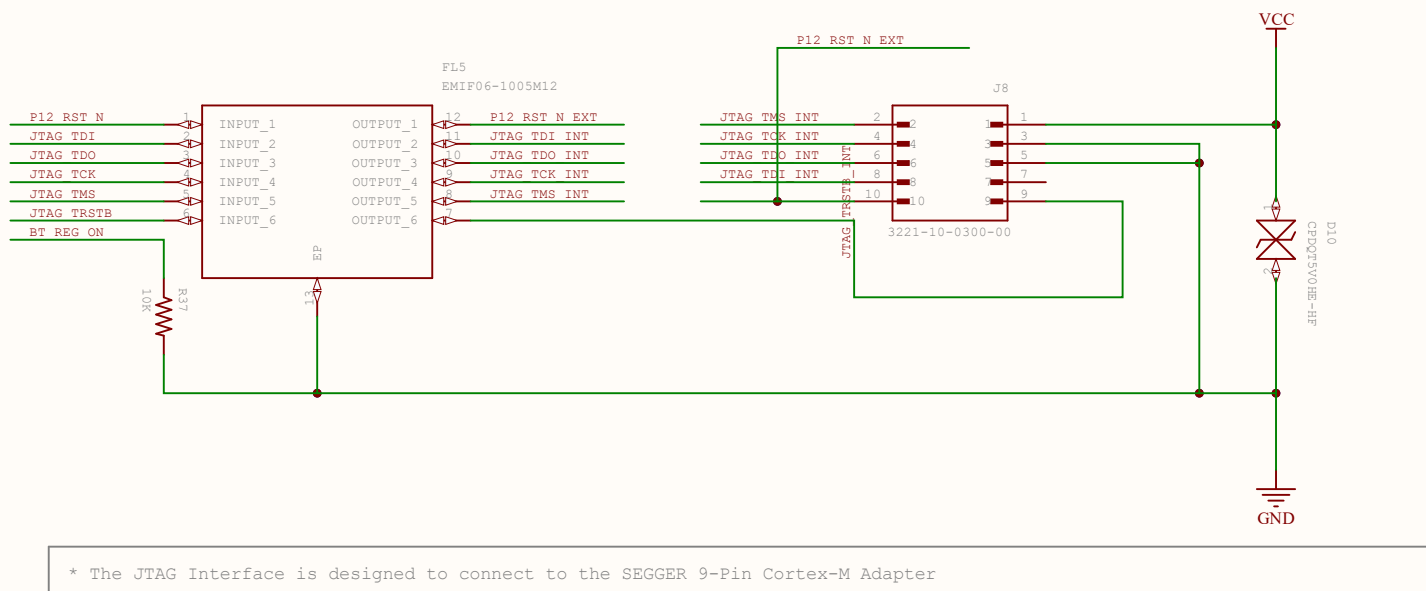 VCC
P12 RST N EXT
FL5
EMIF06-1005M12
J8
P12 RST N
JTAG TDI
JTAG TDO
JTAG TCK
JTAG TMS
JTAG TRSTB
BT REG ON
1
2
3
4
5
6
INPUT_1
INPUT_2
INPUT_3
INPUT_4
INPUT_5
INPUT_6
OUTPUT_1
OUTPUT_2
OUTPUT_3
OUTPUT_4
OUTPUT_5
OUTPUT_6
12
11
10
9
8
7
P12 RST N EXT
JTAG TDI INT
JTAG TDO INT
JTAG TCK INT
JTAG TMS INT
EP
13
R37
10K
JTAG TMS INT
JTAG TCK INT
JTAG TDO INT
JTAG TDI INT
JTAG TRSTB INT
2
4
6
8
10
2
4
6
8
10
1
3
5
7
9
1
3
5
7
9
3221-10-0300-00
1
2
D10
CPDQT5V0HE-HF
GND
* The JTAG Interface is designed to connect to the SEGGER 9-Pin Cortex-M Adapter